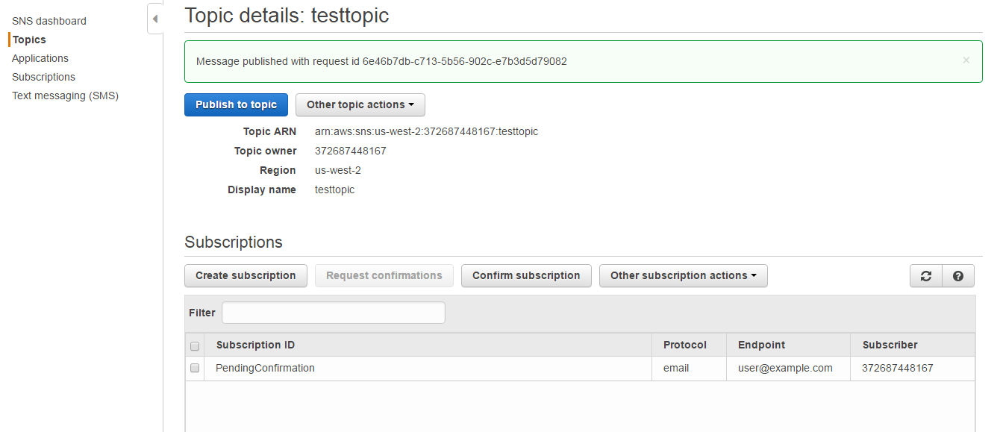 SNS dashboard
Topics
Applications
Subscriptions
Text messaging (SMS)
Topic details: testtopic
Message published with request id 6e46b7db-c713-5b56-902c-e7b3d5d79082
×
Publish to topic
Other topic actions
Topic ARN arn:aws:sns:us-west-2:372687448167:testtopic
Topic owner 372687448167
Region us-west-2
Display name testtopic
Subscriptions
Create subscription
Request confirmations
Confirm subscription
Other subscription actions
?
Filter
Subscription ID Protocol Endpoint Subscriber
PendingConfirmation email user@example.com 372687448167